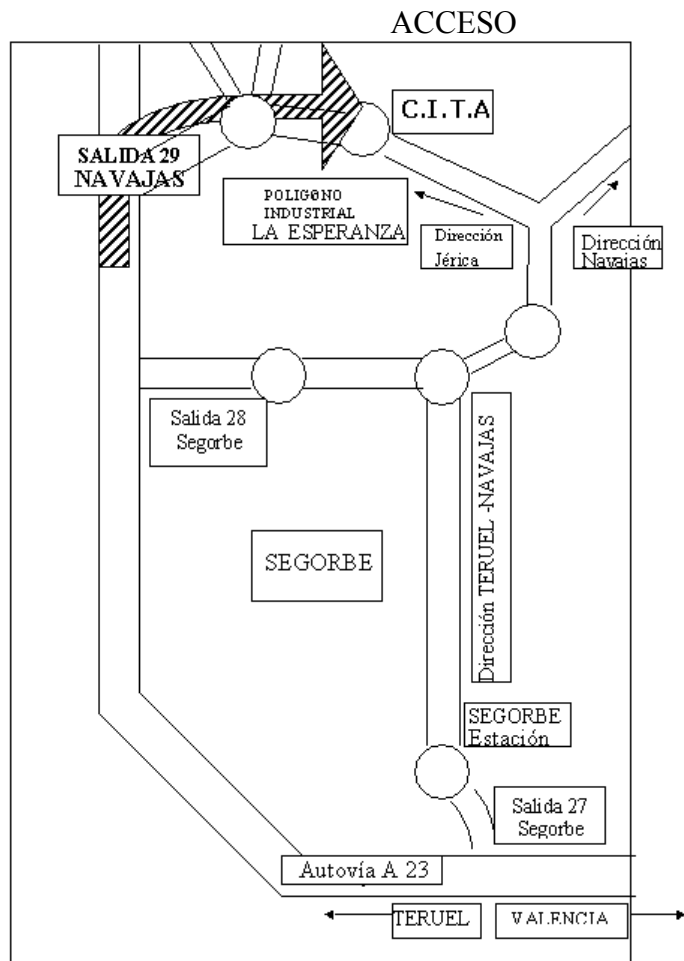 ACCESO
C.I.T.A
SALIDA 29
NAVAJAS
POLIGONO
INDUSTRIAL
LA ESPERANZA
Dirección
Jérica
Dirección
Navajas
Salida 28
Segorbe
SEGORBE
Dirección TERUEL -NAVAJAS
SEGORBE
Estación
Salida 27
Segorbe
Autovía A 23
TERUEL
VALENCIA